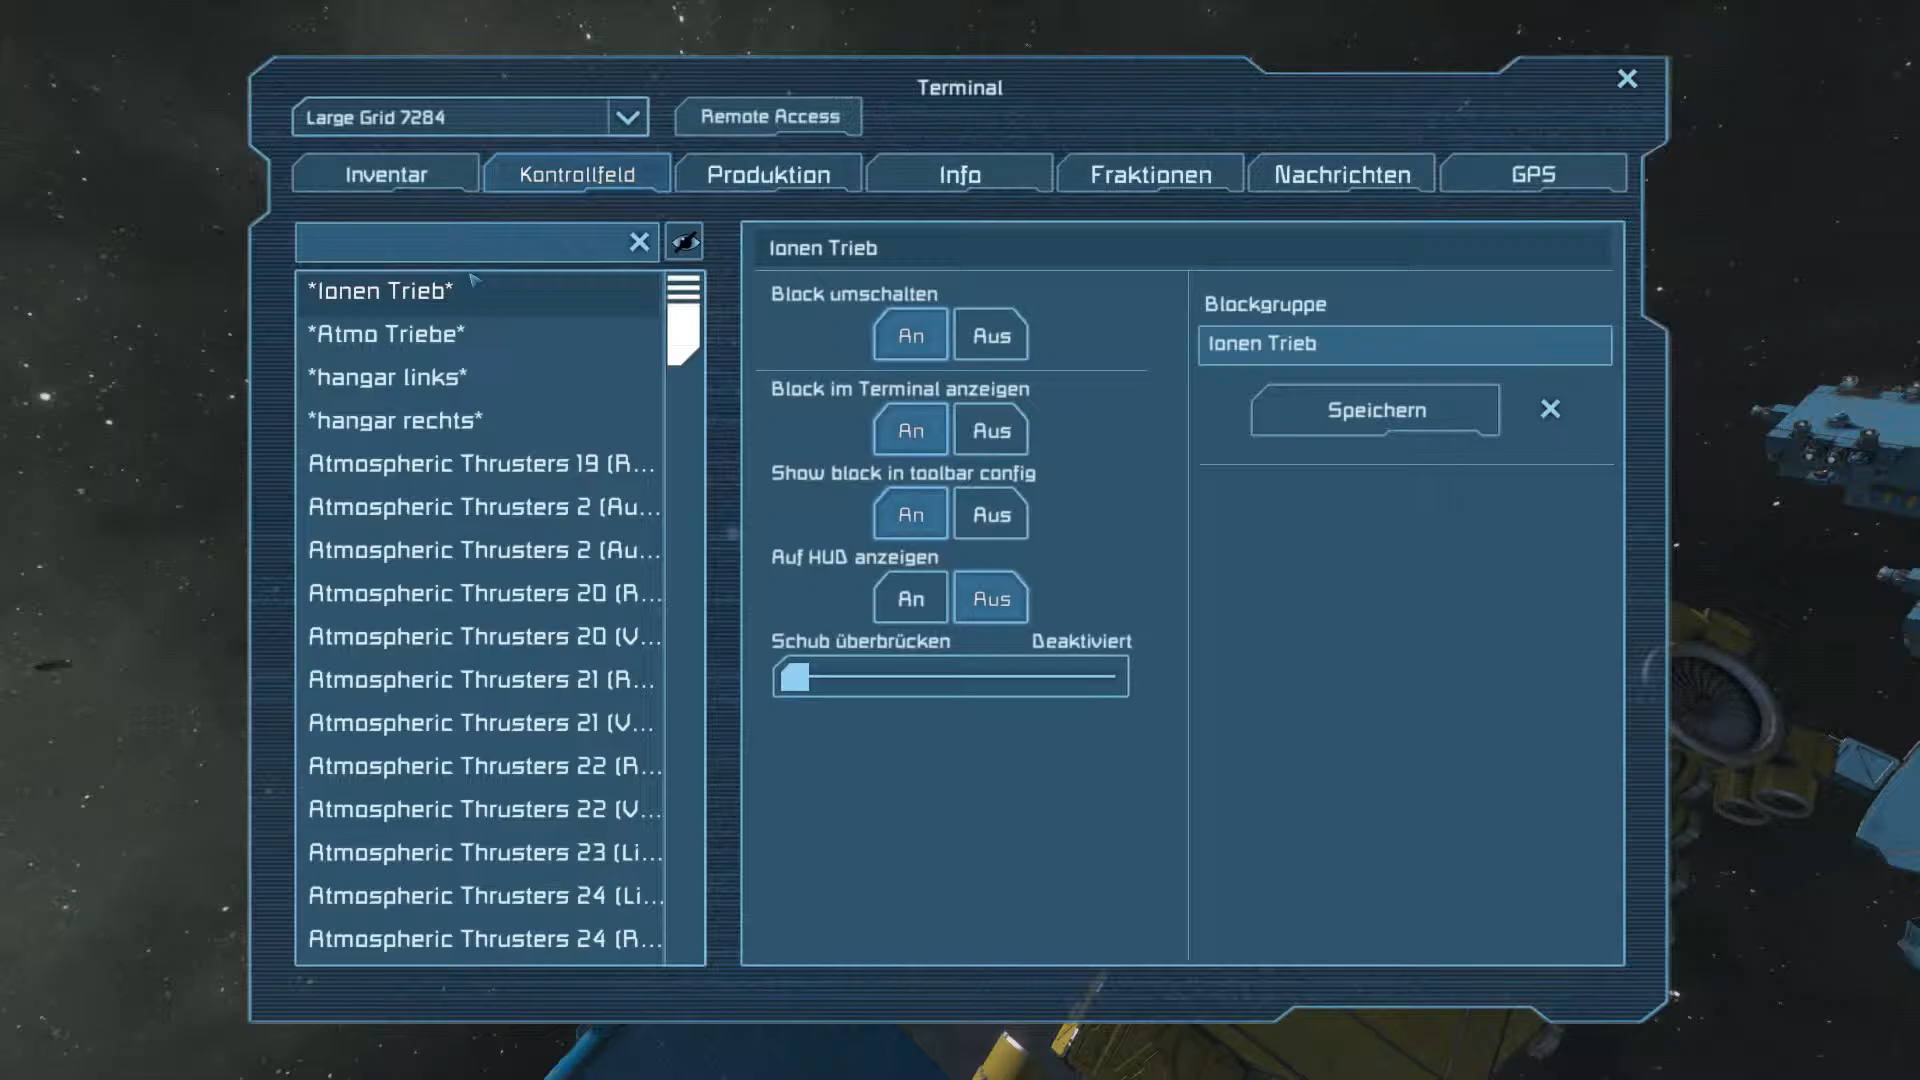 Terminal
Large Grid 7284
Remote Access
Inventar
Kontrollfeld
Produktion
Info
Fraktionen
Nachrichten
GPS
*Ionen Trieb*
*Atmo Triebe*
*hangar links*
*hangar rechts*
Atmospheric Thrusters 19 (R...
Atmospheric Thrusters 2 (Au...
Atmospheric Thrusters 2 (Au...
Atmospheric Thrusters 20 (R...
Atmospheric Thrusters 20 (V...
Atmospheric Thrusters 21 (R...
Atmospheric Thrusters 21 (V...
Atmospheric Thrusters 22 (R...
Atmospheric Thrusters 22 (V...
Atmospheric Thrusters 23 (Li...
Atmospheric Thrusters 24 (Li...
Atmospheric Thrusters 24 (R...
Ionen Trieb
Block umschalten
An Aus
Block im Terminal anzeigen
An Aus
Show block in toolbar config
An Aus
Auf HUD anzeigen
An Aus
Schub überbrücken Deaktiviert
Blockgruppe
Ionen Trieb
Speichern